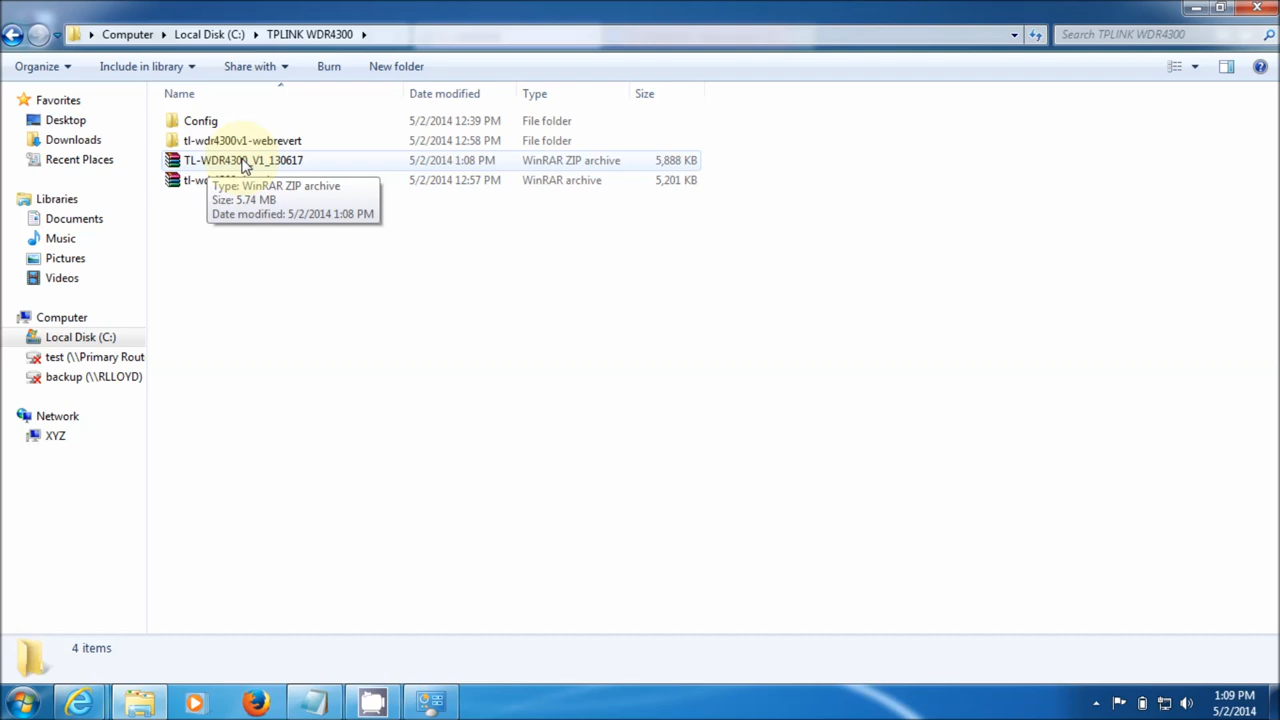 Computer Local Disk (C:) TPLINK WDR4300 Search TPLINK WDR4300
Organize Include in library Share with Burn New folder
Name Date modified Type Size
Favorites
Desktop
Downloads
Recent Places
Libraries
Documents
Music
Pictures
Videos
Computer
Local Disk (C:)
test (\\Primary Rout
backup (\\RLLOYD)
Network
XYZ
Config 5/2/2014 12:39 PM File folder
tl-wdr4300v1-webrevert 5/2/2014 12:58 PM File folder
TL-WDR4300_V1_130617 5/2/2014 1:08 PM WinRAR ZIP archive 5,888 KB
5/2/2014 12:57 PM WinRAR archive 5,201 KB
Type: WinRAR ZIP archive
Size: 5.74 MB
Date modified: 5/2/2014 1:08 PM
4 items
1:09 PM
5/2/2014